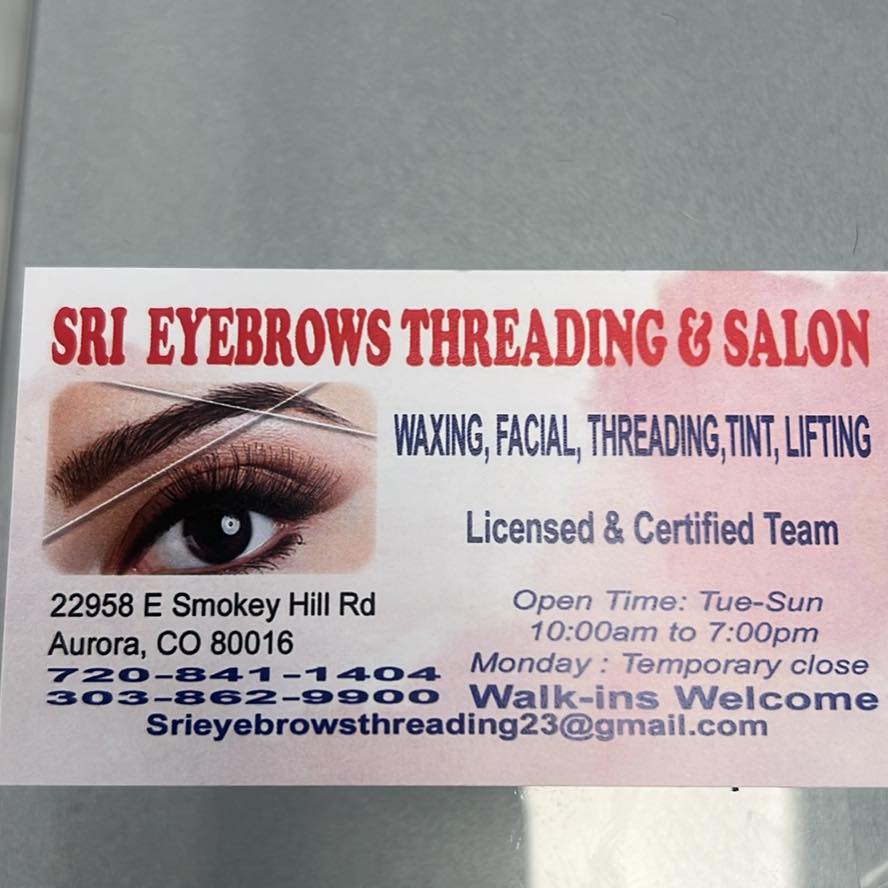 SRI EYEBROWS THREADING & SALON
WAXING, FACIAL, THREADING,TINT, LIFTING
Licensed & Certified Team
22958 E Smokey Hill Rd
Aurora, CO 80016
720-841-1404
303-862-9900
Open Time: Tue-Sun
10:00am to 7:00pm
Monday : Temporary close
Walk-ins Welcome
Srieyebrowsthreading23@gmail.com